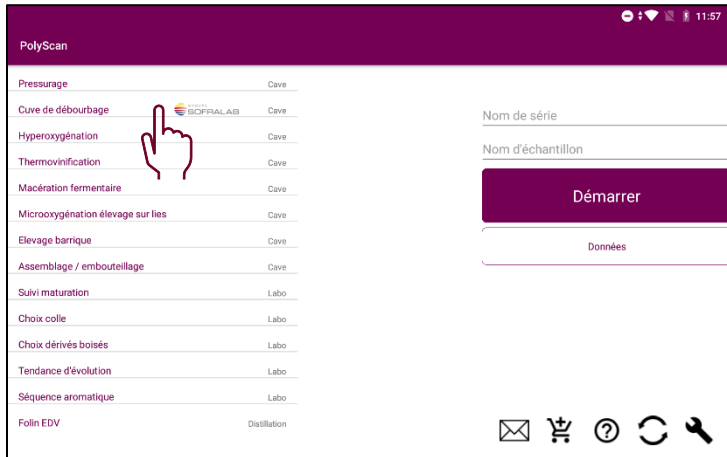 11:57
PolyScan
Pressurage Cave
Cuve de débourbage GROUPE SOFRALAB Cave
Hyperoxygénation Cave
Thermovinification Cave
Macération fermentaire Cave
Microoxygénation élevage sur lies Cave
Elevage barrique Cave
Assemblage / embouteillage Cave
Suivi maturation Labo
Choix colle Labo
Choix dérivés boisés Labo
Tendance d'évolution Labo
Séquence aromatique Labo
Folin EDV Distillation
Nom de série
Nom d'échantillon
Démarrer
Données